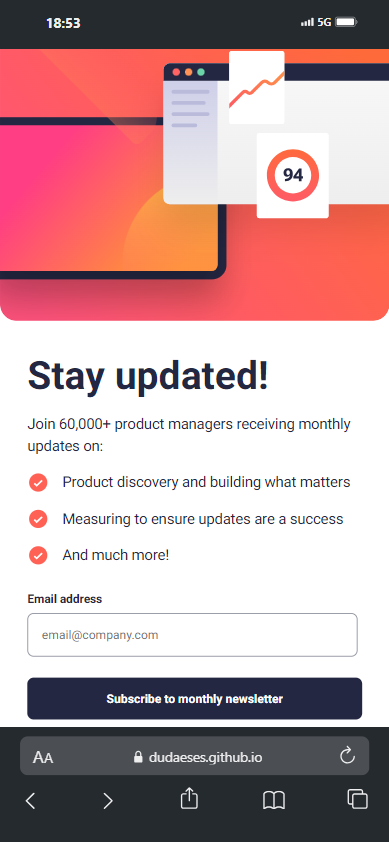 18:53
5G
94
Stay updated!
Join 60,000+ product managers receiving monthly
updates on:
Product discovery and building what matters
Measuring to ensure updates are a success
And much more!
Email address
email@company.com
Subscribe to monthly newsletter
AA
dudaeses.github.io